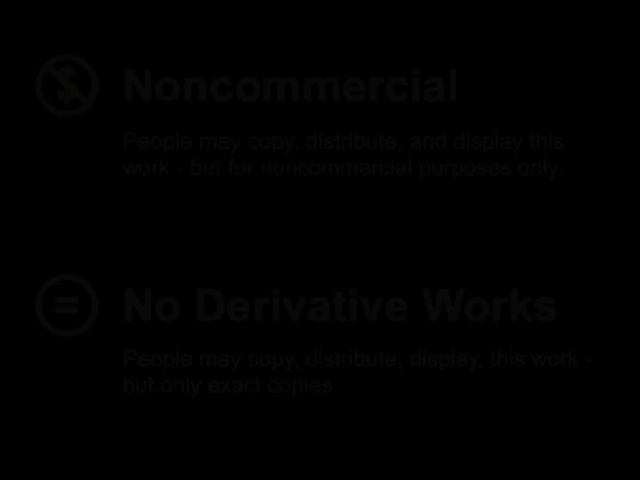 Noncommercial
People may copy, distribute, and display this
work - but for noncommercial purposes only.
No Derivative Works
People may copy, distribute, display, this work -
but only exact copies